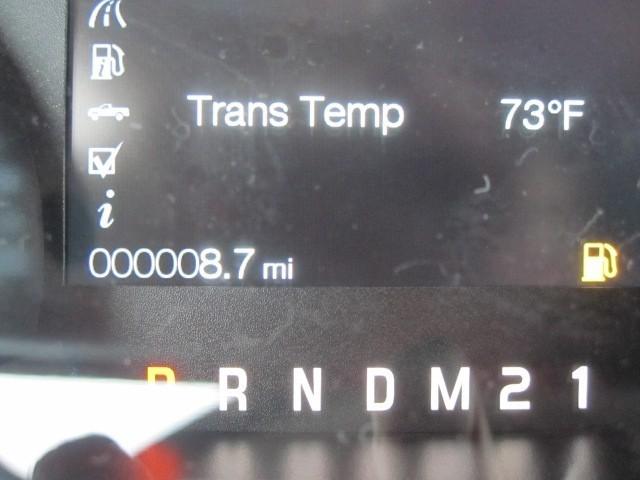 Trans Temp 73°F
i
000008.7 mi
P R N D M 2 1